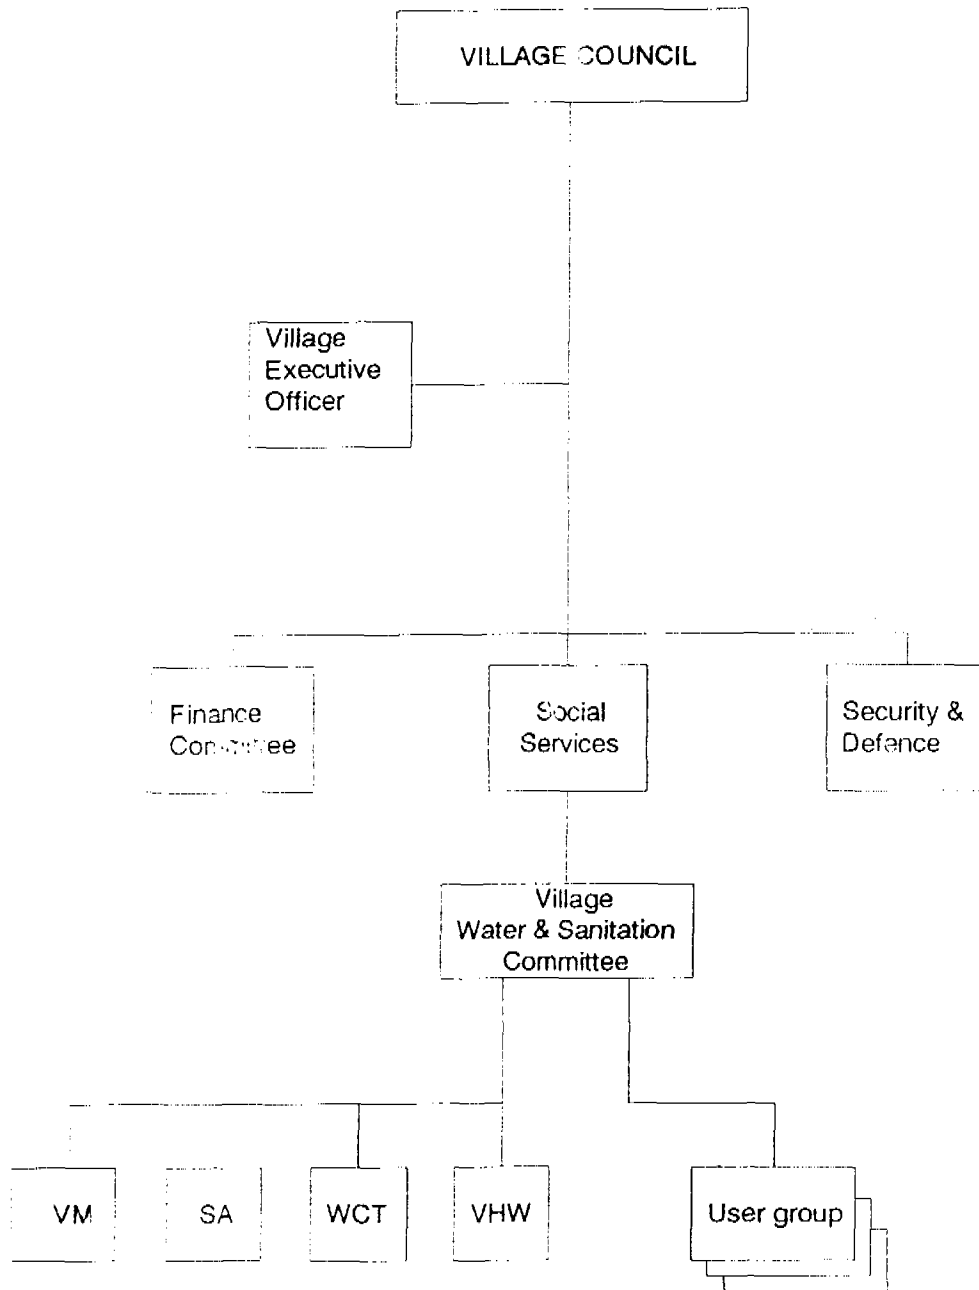 VILLAGE COUNCIL
Village
Executive
Officer
Finance
Committee
Social
Services
Security &
Defence
Village
Water & Sanitation
Committee
VM
SA
WCT
VHW
User group